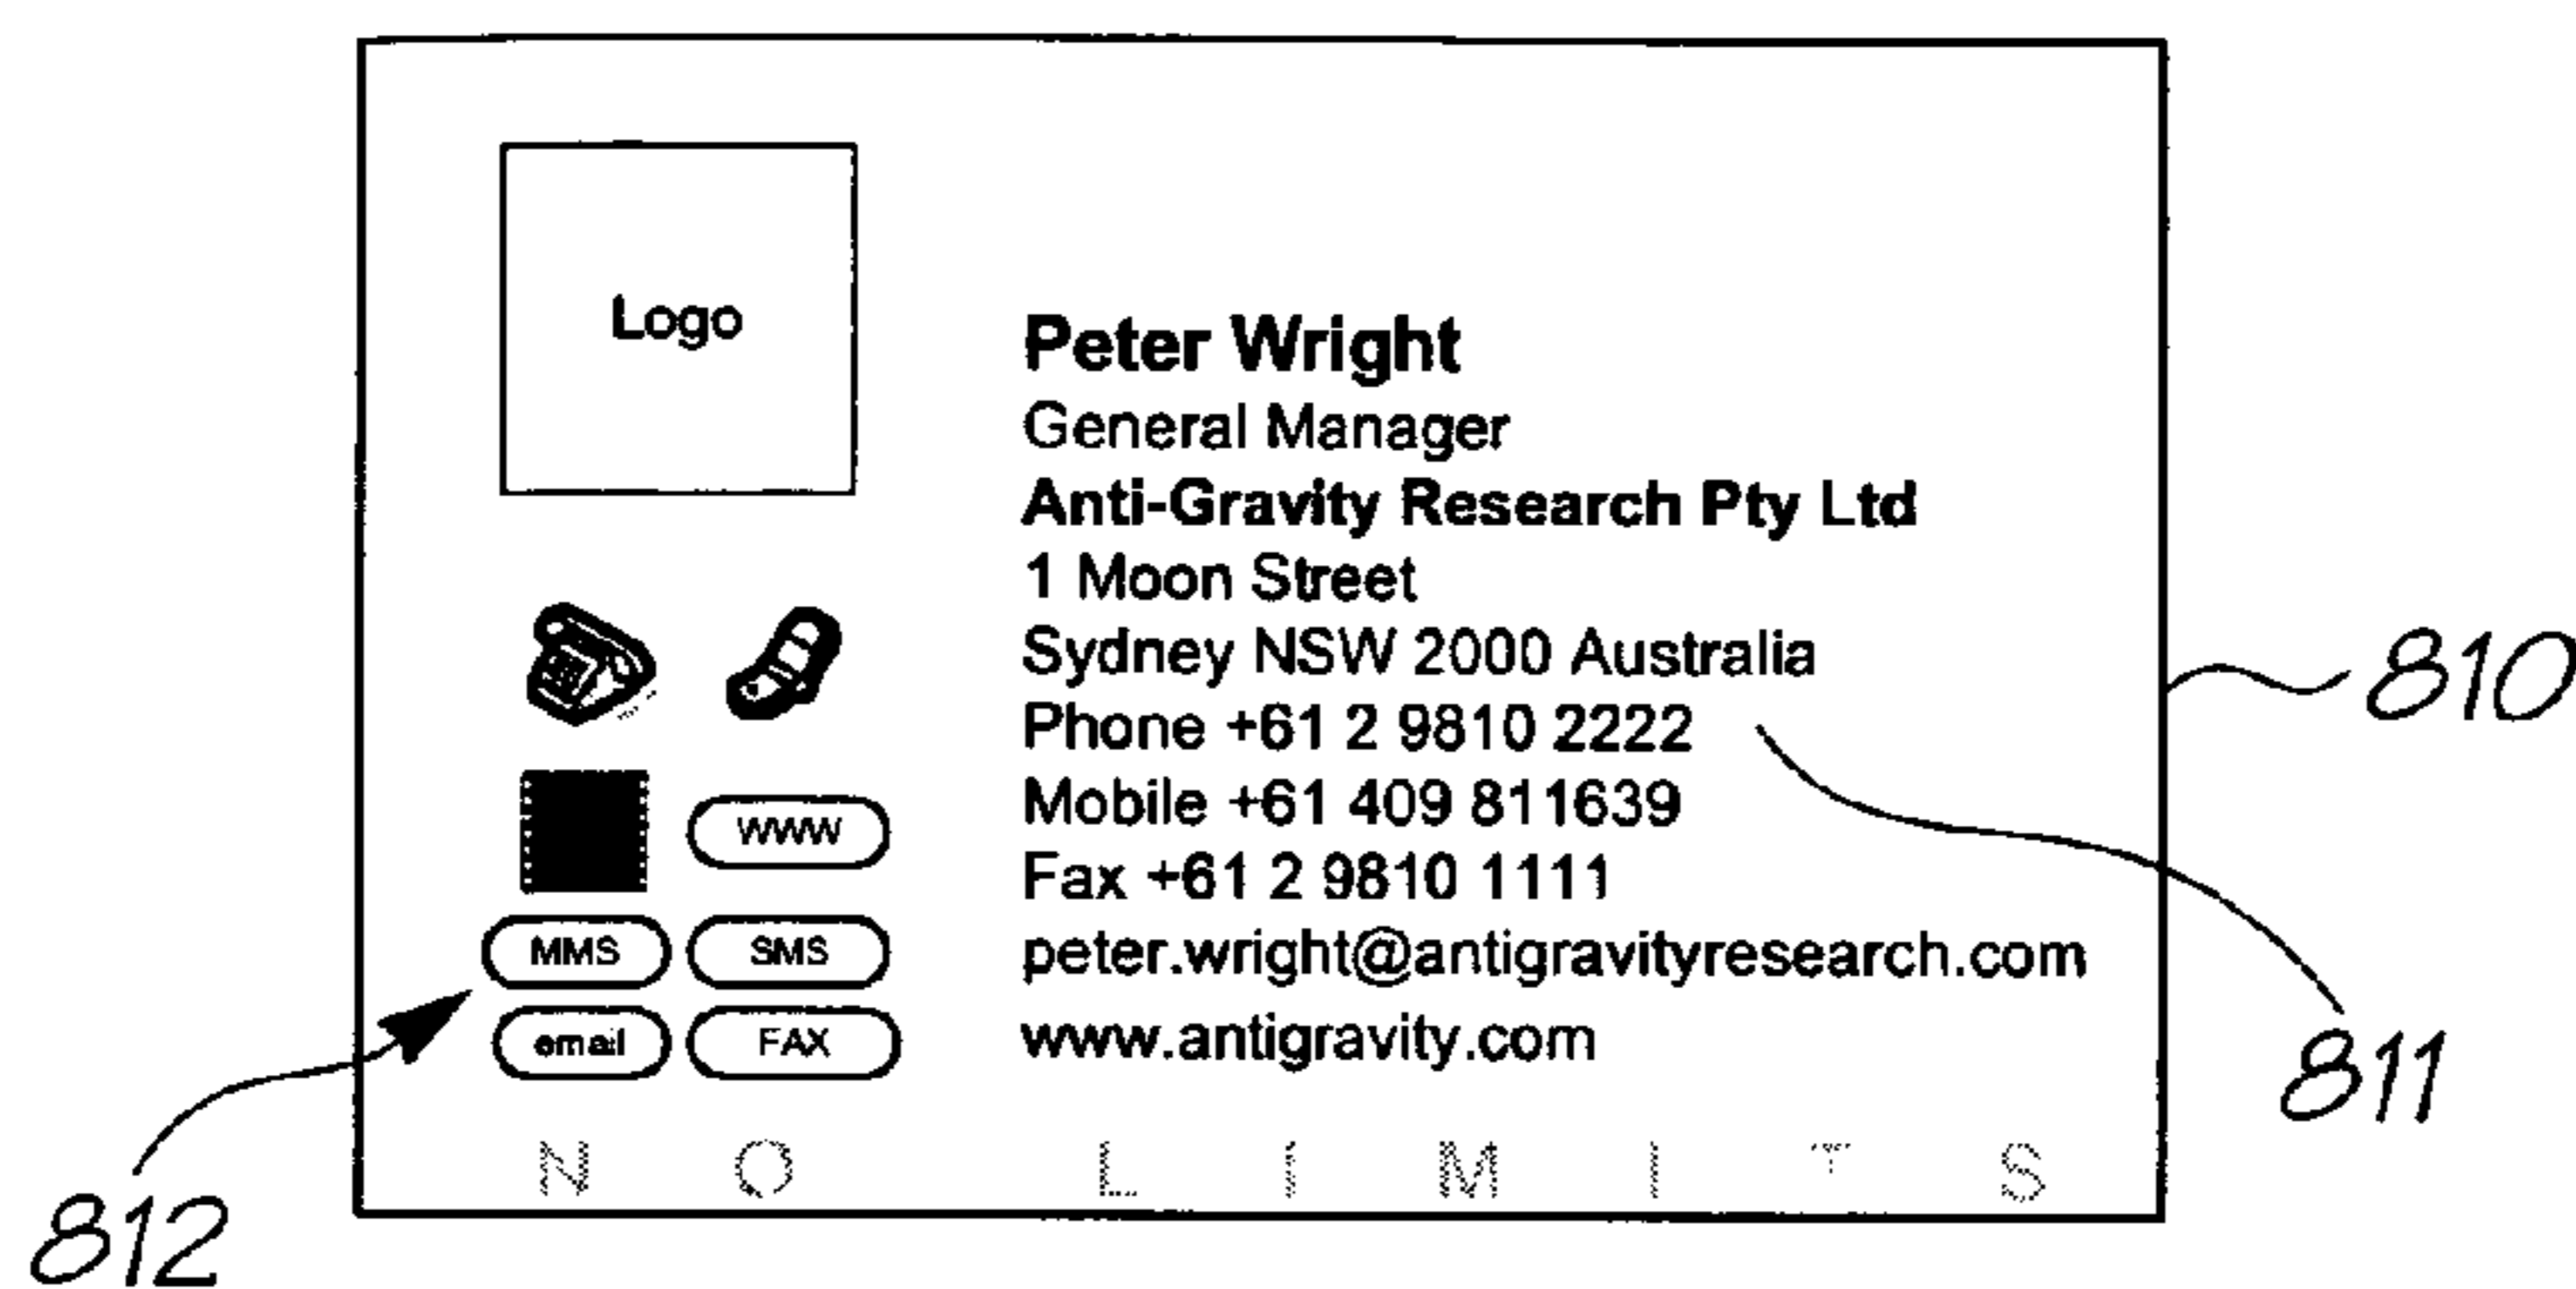 Logo
Peter Wright
General Manager
Anti-Gravity Research Pty Ltd
1 Moon Street
Sydney NSW 2000 Australia
Phone +61 2 9810 2222
Mobile +61 409 811639
Fax +61 2 9810 1111
peter.wright@antigravityresearch.com
www.antigravity.com
WWW
MMS SMS
email FAX
N O L I M I T S
810
811
812